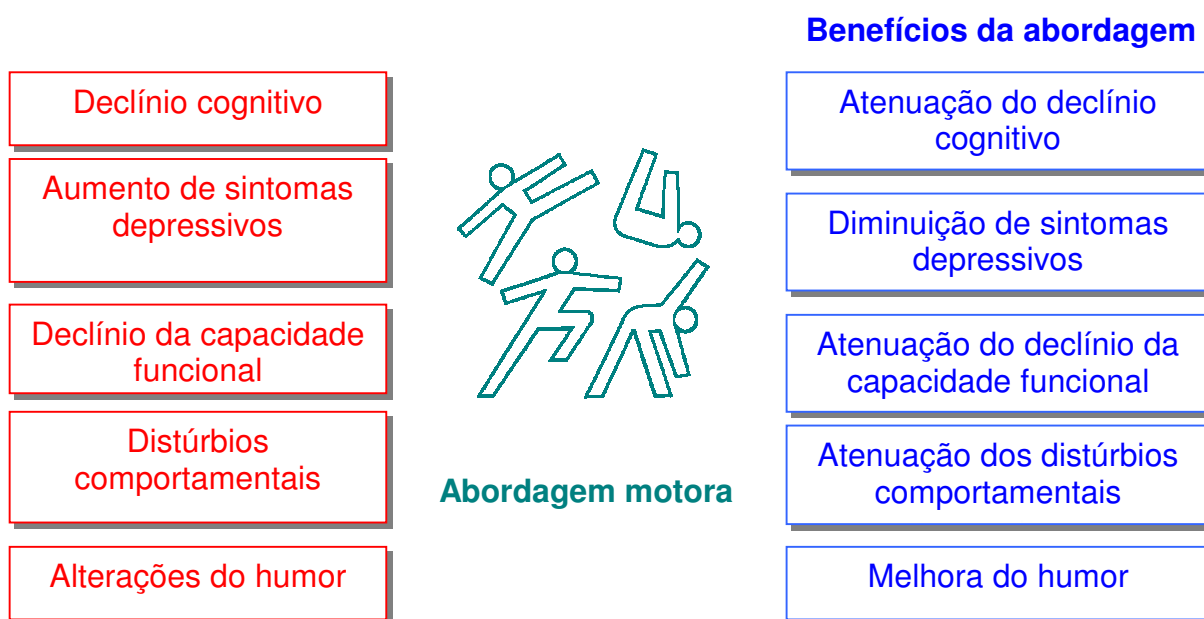 Benefícios da abordagem
Declínio cognitivo
Aumento de sintomas
depressivos
Declínio da capacidade
funcional
Distúrbios
comportamentais
Alterações do humor
Abordagem motora
Atenuação do declínio
cognitivo
Diminuição de sintomas
depressivos
Atenuação do declínio da
capacidade funcional
Atenuação dos distúrbios
comportamentais
Melhora do humor